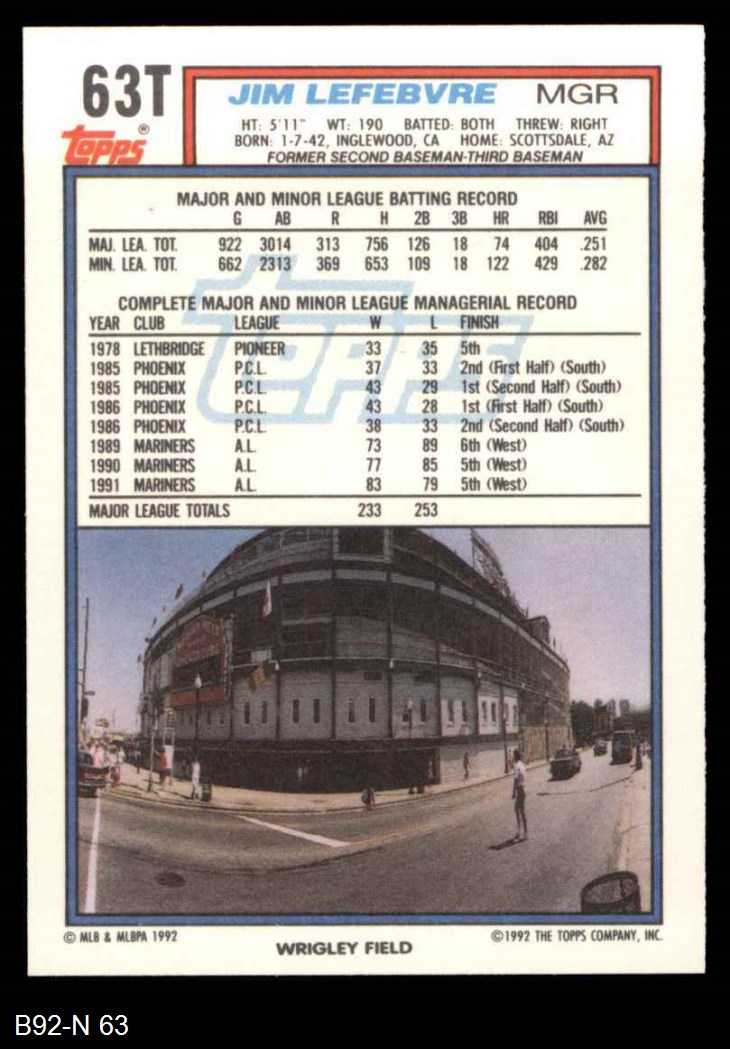 63T
Topps®
JIM LEFEBVRE MGR
HT: 5'11" WT: 190 BATTED: BOTH THREW: RIGHT
BORN: 1-7-42, INGLEWOOD, CA HOME: SCOTTSDALE, AZ
FORMER SECOND BASEMAN-THIRD BASEMAN
MAJOR AND MINOR LEAGUE BATTING RECORD
G AB R H 2B 3B HR RBI AVG
MAJ. LEA. TOT. 922 3014 313 756 126 18 74 404 .251
MIN. LEA. TOT. 662 2313 369 653 109 18 122 429 .282
COMPLETE MAJOR AND MINOR LEAGUE MANAGERIAL RECORD
YEAR CLUB LEAGUE W L FINISH
1978 LETHBRIDGE PIONEER 33 35 5th
1985 PHOENIX P.C.L. 37 33 2nd (First Half) (South)
1985 PHOENIX P.C.L. 43 29 1st (Second Half) (South)
1986 PHOENIX P.C.L. 43 28 1st (First Half) (South)
1986 PHOENIX P.C.L. 38 33 2nd (Second Half) (South)
1989 MARINERS A.L. 73 89 6th (West)
1990 MARINERS A.L. 77 85 5th (West)
1991 MARINERS A.L. 83 79 5th (West)
MAJOR LEAGUE TOTALS 233 253
Topps
© MLB & MLBPA 1992
WRIGLEY FIELD
©1992 THE TOPPS COMPANY, INC.
B92-N 63